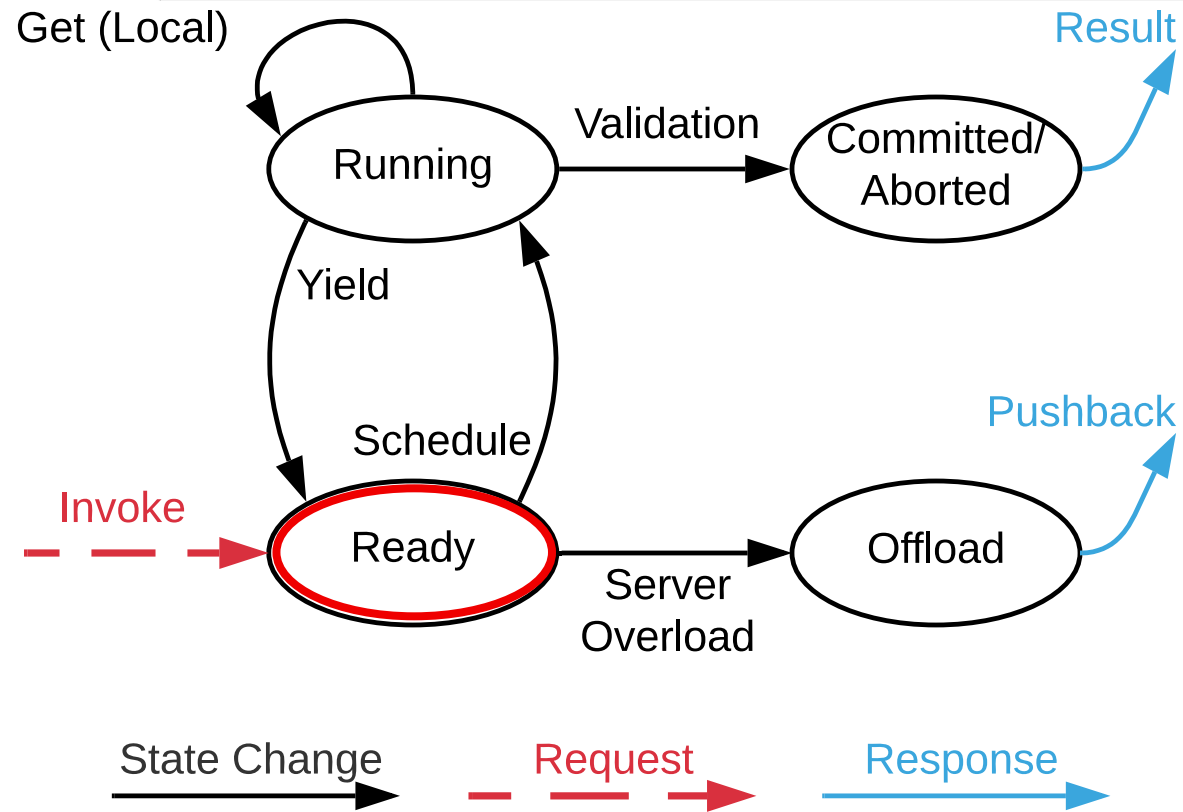 Get (Local)
Result
Validation
Running
Committed/
Aborted
Yield
Schedule
Pushback
Invoke
Ready
Offload
Server
Overload
State Change
Request
Response